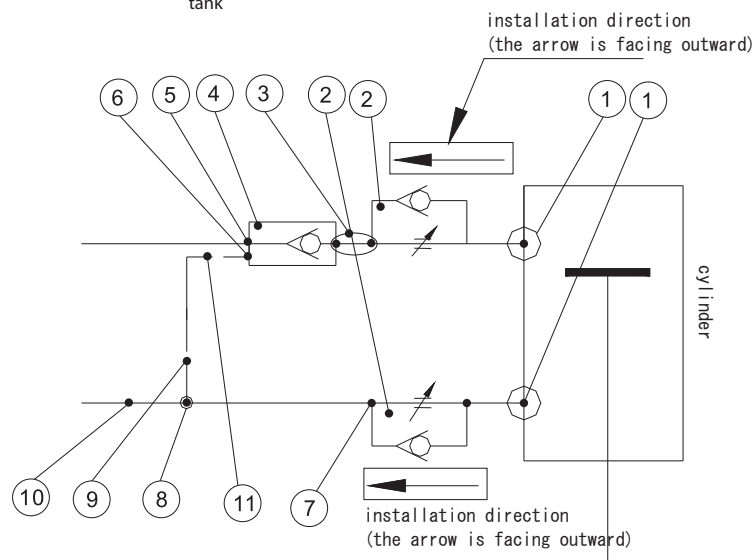 tank
installation direction
(the arrow is facing outward)
6 5 4 3 2 2 1 1
cylinder
10 9 8 11 7
installation direction
(the arrow is facing outward)